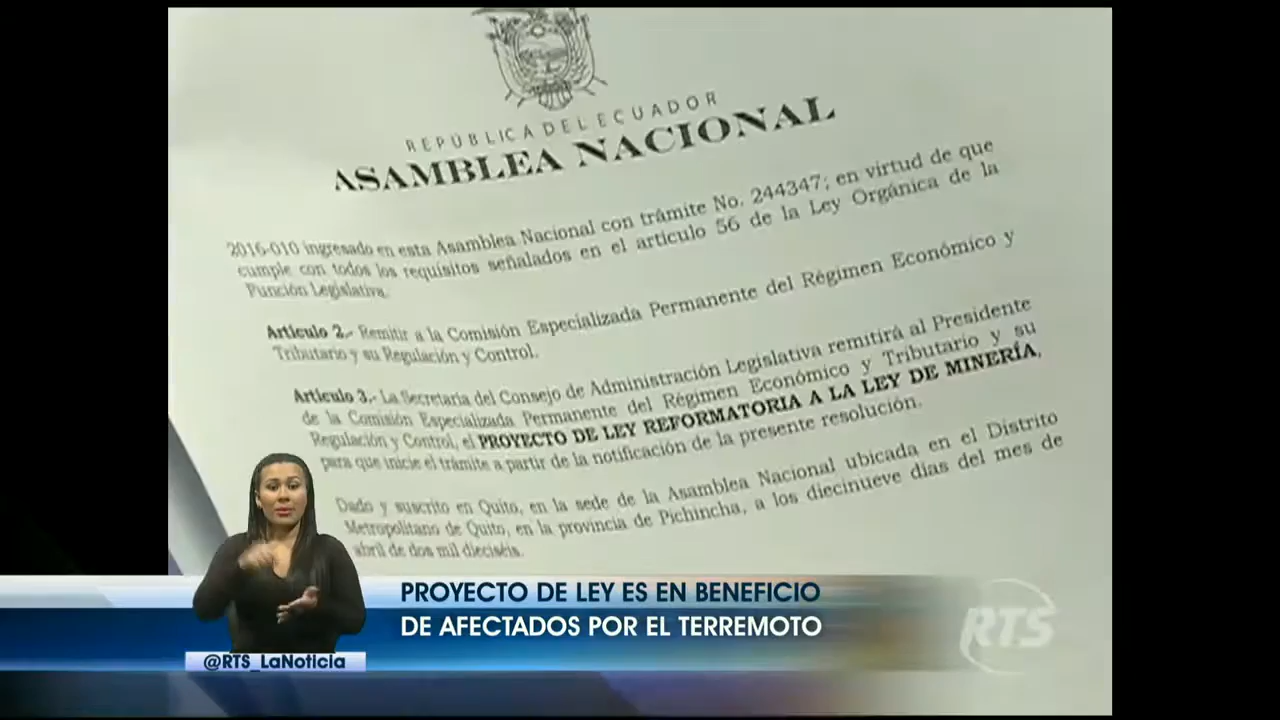 REPÚBLICA DEL ECUADOR
ASAMBLEA NACIONAL
2016-010 ingresado en esta Asamblea Nacional con trámite No. 244347; en virtud de que
cumple con todos los requisitos señalados en el artículo 56 de la Ley Orgánica de la
Función Legislativa.
Artículo 2.- Remitir a la Comisión Especializada Permanente del Régimen Económico y
Tributario y su Regulación y Control.
Artículo 3.- La Secretaría del Consejo de Administración Legislativa remitirá al Presidente
de la Comisión Especializada Permanente del Régimen Económico y Tributario y su
Regulación y Control, el PROYECTO DE LEY REFORMATORIA A LA LEY DE MINERÍA,
para que inicie el trámite a partir de la notificación de la presente resolución.
Dado y suscrito en Quito, en la sede de la Asamblea Nacional ubicada en el Distrito
Metropolitano de Quito, en la provincia de Pichincha, a los diecinueve días del mes de
abril de dos mil dieciséis.
PROYECTO DE LEY ES EN BENEFICIO
DE AFECTADOS POR EL TERREMOTO
RTS
@RTS_LaNoticia